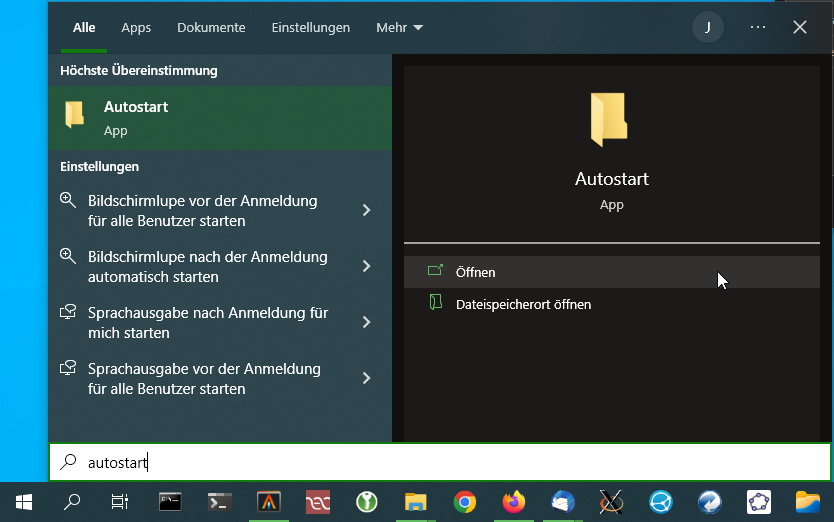 Alle Apps Dokumente Einstellungen Mehr J ...
Höchste Übereinstimmung
Autostart
App
Einstellungen
Bildschirmlupe vor der Anmeldung
für alle Benutzer starten
Bildschirmlupe nach der Anmeldung
automatisch starten
Sprachausgabe nach Anmeldung für
mich starten
Sprachausgabe vor der Anmeldung
für alle Benutzer starten
Autostart
App
Öffnen
Dateispeicherort öffnen
autostart